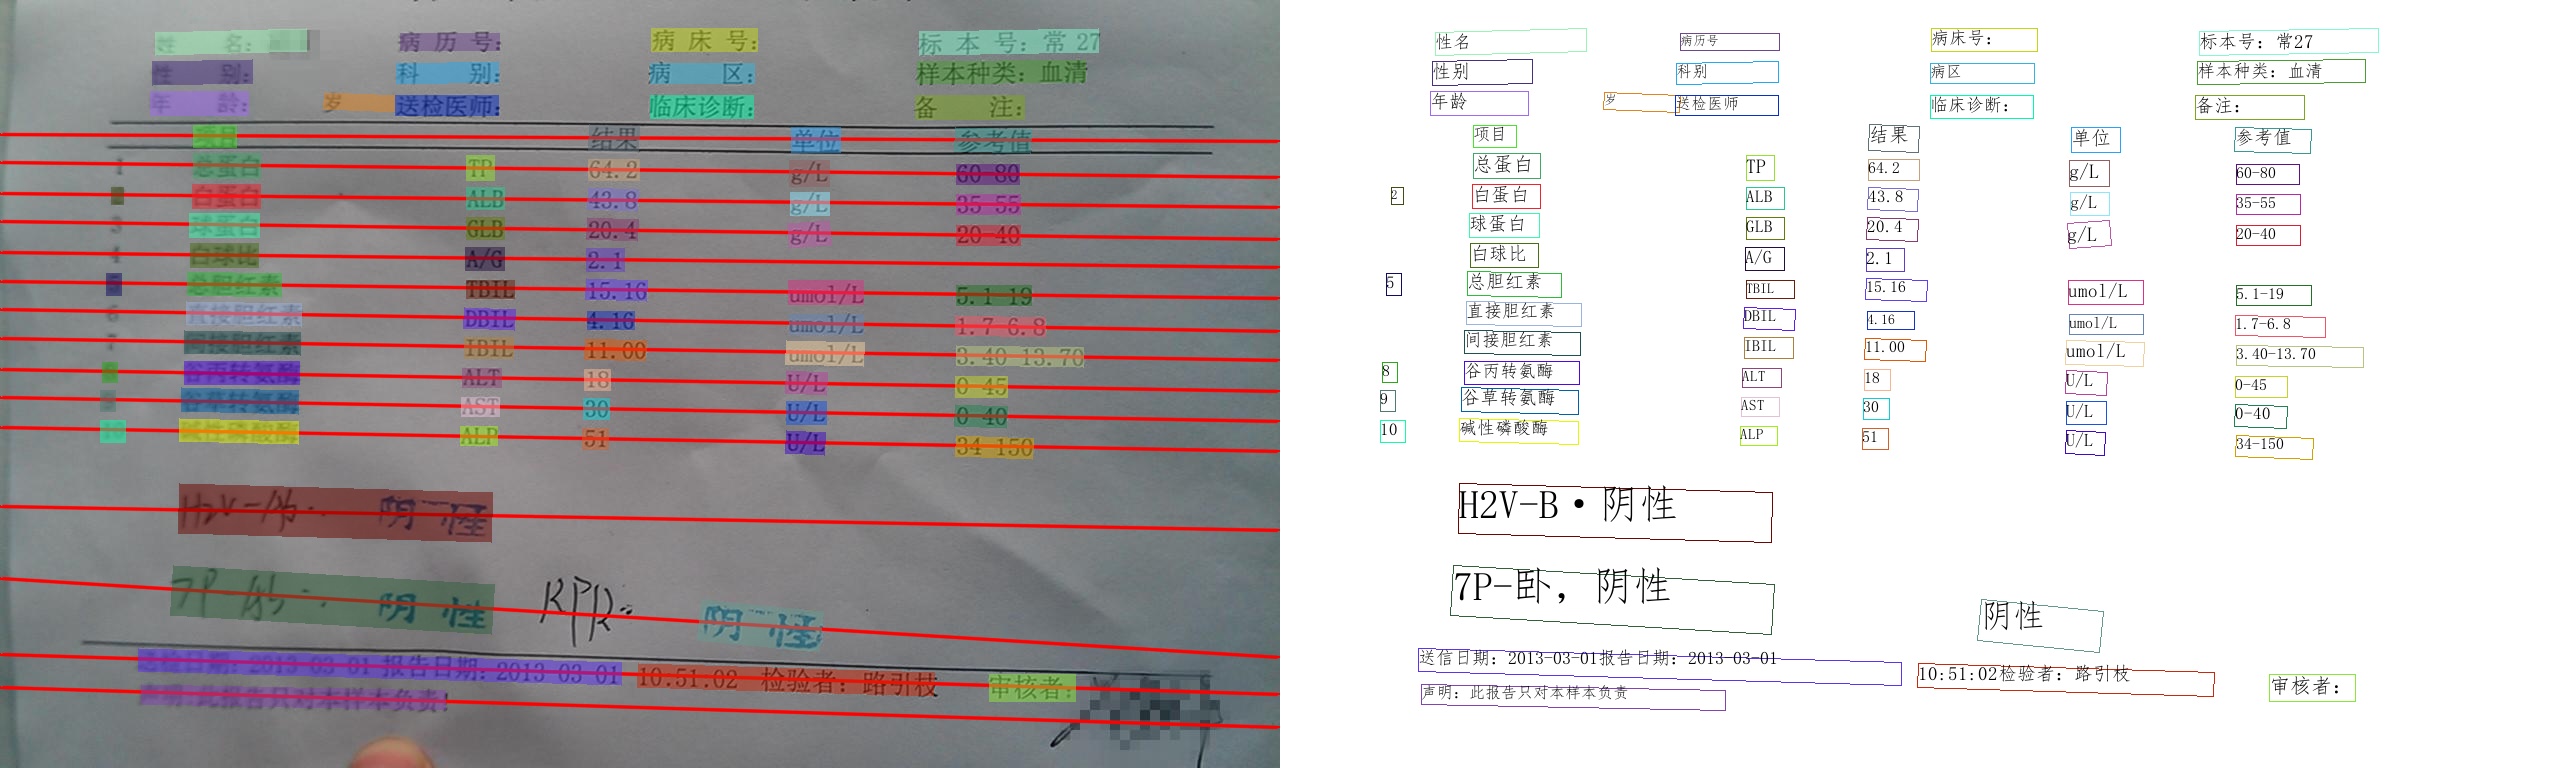 姓 名： 病 历 号： 病 床 号： 标 本 号：常 27
性 别： 科 别： 病 区： 样本种类：血清
年 龄： 岁 送检医师： 临床诊断： 备 注：
项目 结果 单位 参考值
1 总蛋白 TP 64.2 g/L 60-80
白蛋白 ALB 43.8 g/L 35-55
3 球蛋白 GLB 20.4 g/L 20-40
4 白球比 A/G 2.1
5 总胆红素 TBIL 15.16 umol/L 5.1-19
6 直接胆红素 DBIL 4.16 umol/L 1.7-6.8
7 间接胆红素 IBIL 11.00 umol/L 3.40-13.70
8 谷丙转氨酶 ALT 18 U/L 0-45
9 谷草转氨酶 AST 30 U/L 0-40
10 碱性磷酸酶 ALP 51 U/L 34-150
阴 性
阴 性 RPR: 阴 性
送检日期：2013-03-01 报告日期：2013-03-01 10:51:02 检验者：路引枝 审核者：
声明:此报告只对本样本负责!
性名 病历号 病床号： 标本号：常27
性别 科别 病区 样本种类：血清
年龄 岁 送检医师 临床诊断： 备注：
项目 结果 单位 参考值
总蛋白 TP 64.2 g/L 60-80
2 白蛋白 ALB 43.8 g/L 35-55
球蛋白 GLB 20.4 g/L 20-40
白球比 A/G 2.1
5 总胆红素 TBIL 15.16 umol/L 5.1-19
直接胆红素 DBIL 4.16 umol/L 1.7-6.8
间接胆红素 IBIL 11.00 umol/L 3.40-13.70
8 谷丙转氨酶 ALT 18 U/L 0-45
9 谷草转氨酶 AST 30 U/L 0-40
10 碱性磷酸酶 ALP 51 U/L 34-150
H2V-B·阴性
7P-卧，阴性 阴性
送信日期：2013-03-01报告日期：2013-03-01 10:51:02检验者：路引枝 审核者：
声明：此报告只对本样本负责